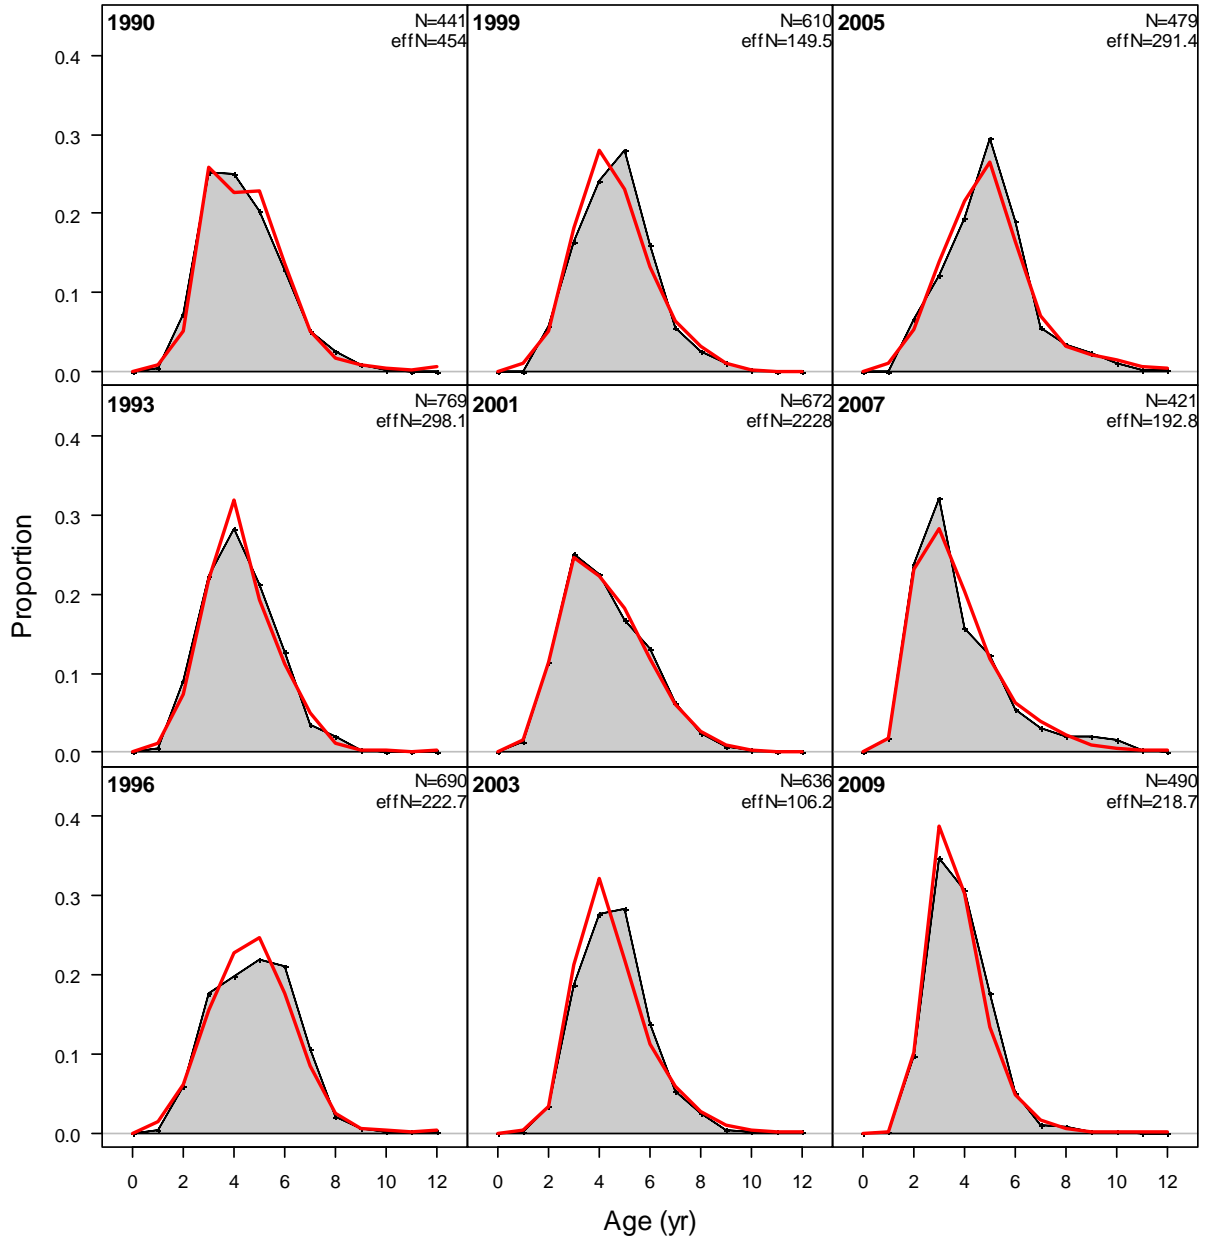 1990
N=441
effN=454
1999
N=610
effN=149.5
2005
N=479
effN=291.4
0.4
0.3
0.2
0.1
0.0
1993
N=769
effN=298.1
2001
N=672
effN=2228
2007
N=421
effN=192.8
0.4
0.3
0.2
0.1
0.0
Proportion
1996
N=690
effN=222.7
2003
N=636
effN=106.2
2009
N=490
effN=218.7
0.4
0.3
0.2
0.1
0.0
0 2 4 6 8 10 12
0 2 4 6 8 10 12
0 2 4 6 8 10 12
Age (yr)